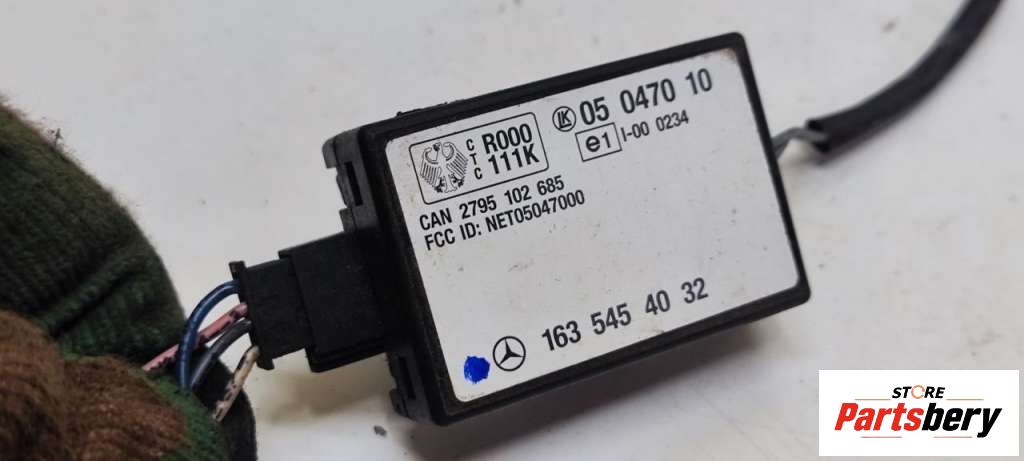 C
T
C
R000
111K
LK 05 0470 10
e1 I-00 0234
CAN 2795 102 685
FCC ID: NET05047000
163 545 40 32
STORE
Partsbery